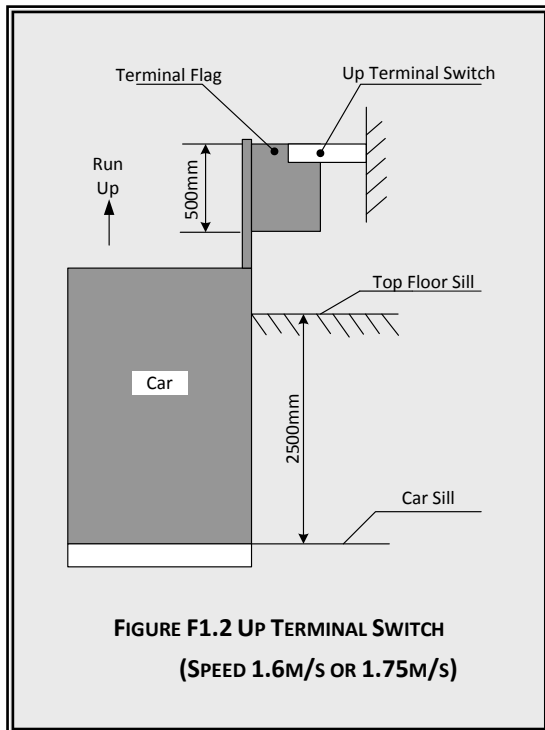 Terminal Flag
Up Terminal Switch
Run
Up
500mm
Top Floor Sill
Car
2500mm
Car Sill
FIGURE F1.2 UP TERMINAL SWITCH
(SPEED 1.6M/S OR 1.75M/S)